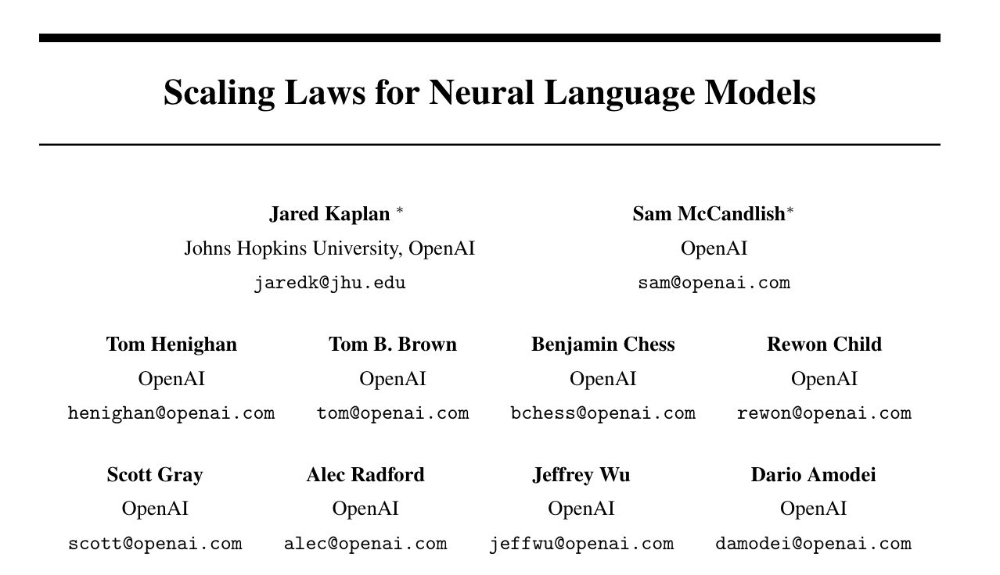 Scaling Laws for Neural Language Models
Jared Kaplan * Sam McCandlish*
Johns Hopkins University, OpenAI OpenAI
jaredk@jhu.edu sam@openai.com
Tom Henighan Tom B. Brown Benjamin Chess Rewon Child
OpenAI OpenAI OpenAI OpenAI
henighan@openai.com tom@openai.com bchess@openai.com rewon@openai.com
Scott Gray Alec Radford Jeffrey Wu Dario Amodei
OpenAI OpenAI OpenAI OpenAI
scott@openai.com alec@openai.com jeffwu@openai.com damodei@openai.com